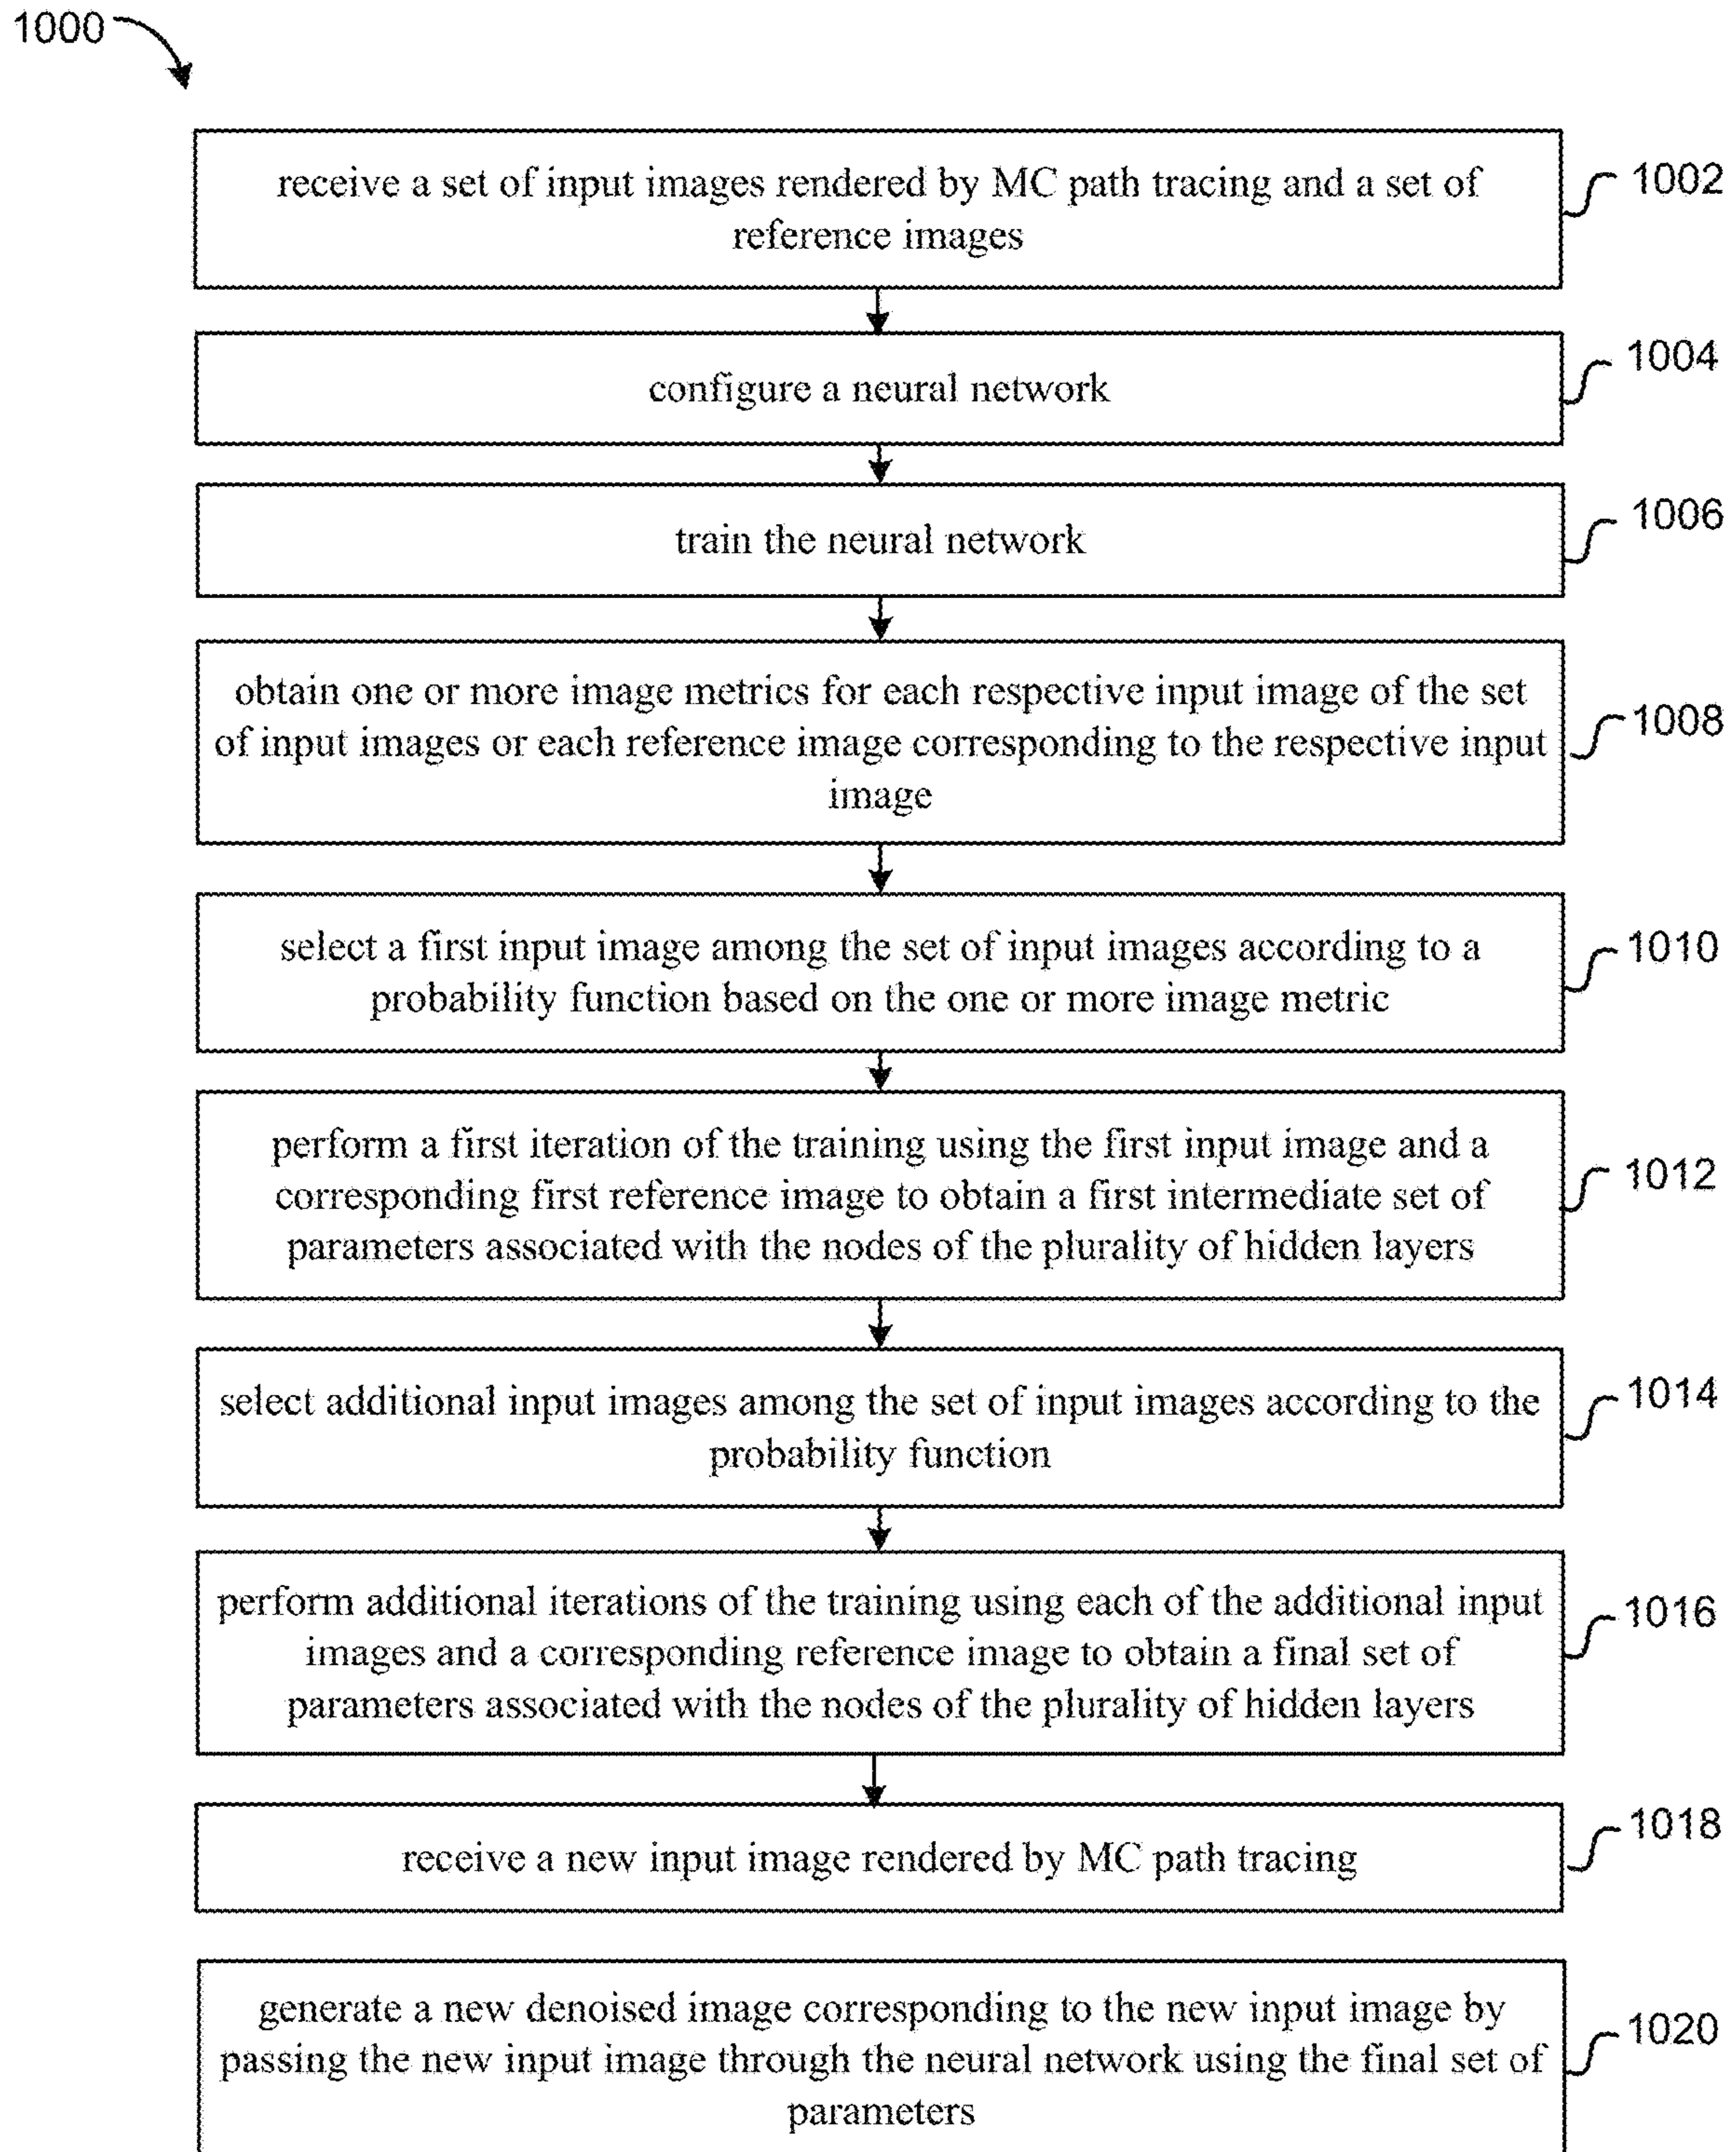 1000
receive a set of input images rendered by MC path tracing and a set of
reference images
1002
configure a neural network
1004
train the neural network
1006
obtain one or more image metrics for each respective input image of the set
of input images or each reference image corresponding to the respective input
image
1008
select a first input image among the set of input images according to a
probability function based on the one or more image metric
1010
perform a first iteration of the training using the first input image and a
corresponding first reference image to obtain a first intermediate set of
parameters associated with the nodes of the plurality of hidden layers
1012
select additional input images among the set of input images according to the
probability function
1014
perform additional iterations of the training using each of the additional input
images and a corresponding reference image to obtain a final set of
parameters associated with the nodes of the plurality of hidden layers
1016
receive a new input image rendered by MC path tracing
1018
generate a new denoised image corresponding to the new input image by
passing the new input image through the neural network using the final set of
parameters
1020